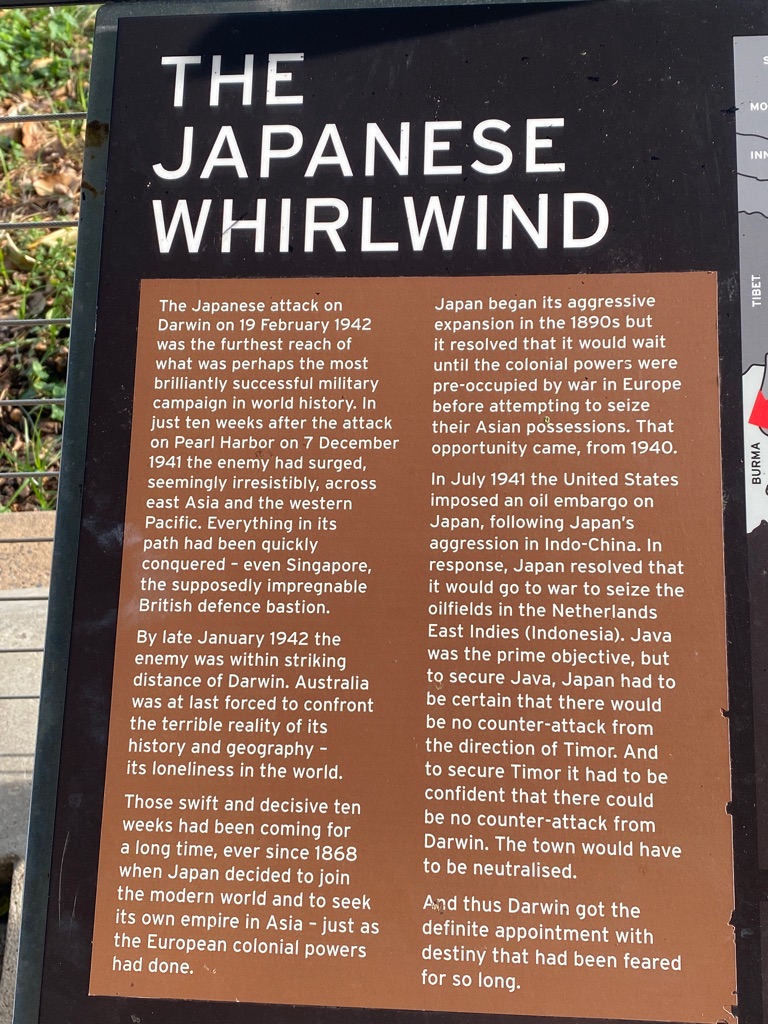 THE
JAPANESE
WHIRLWIND
The Japanese attack on
Darwin on 19 February 1942
was the furthest reach of
what was perhaps the most
brilliantly successful military
campaign in world history. In
just ten weeks after the attack
on Pearl Harbor on 7 December
1941 the enemy had surged,
seemingly irresistibly, across
east Asia and the western
Pacific. Everything in its
path had been quickly
conquered – even Singapore,
the supposedly impregnable
British defence bastion.
By late January 1942 the
enemy was within striking
distance of Darwin. Australia
was at last forced to confront
the terrible reality of its
history and geography –
its loneliness in the world.
Those swift and decisive ten
weeks had been coming for
a long time, ever since 1868
when Japan decided to join
the modern world and to seek
its own empire in Asia – just as
the European colonial powers
had done.
Japan began its aggressive
expansion in the 1890s but
it resolved that it would wait
until the colonial powers were
pre-occupied by war in Europe
before attempting to seize
their Asian possessions. That
opportunity came, from 1940.
In July 1941 the United States
imposed an oil embargo on
Japan, following Japan's
aggression in Indo-China. In
response, Japan resolved that
it would go to war to seize the
oilfields in the Netherlands
East Indies (Indonesia). Java
was the prime objective, but
to secure Java, Japan had to
be certain that there would
be no counter-attack from
the direction of Timor. And
to secure Timor it had to be
confident that there could
be no counter-attack from
Darwin. The town would have
to be neutralised.
And thus Darwin got the
definite appointment with
destiny that had been feared
for so long.
TIBET
BURMA